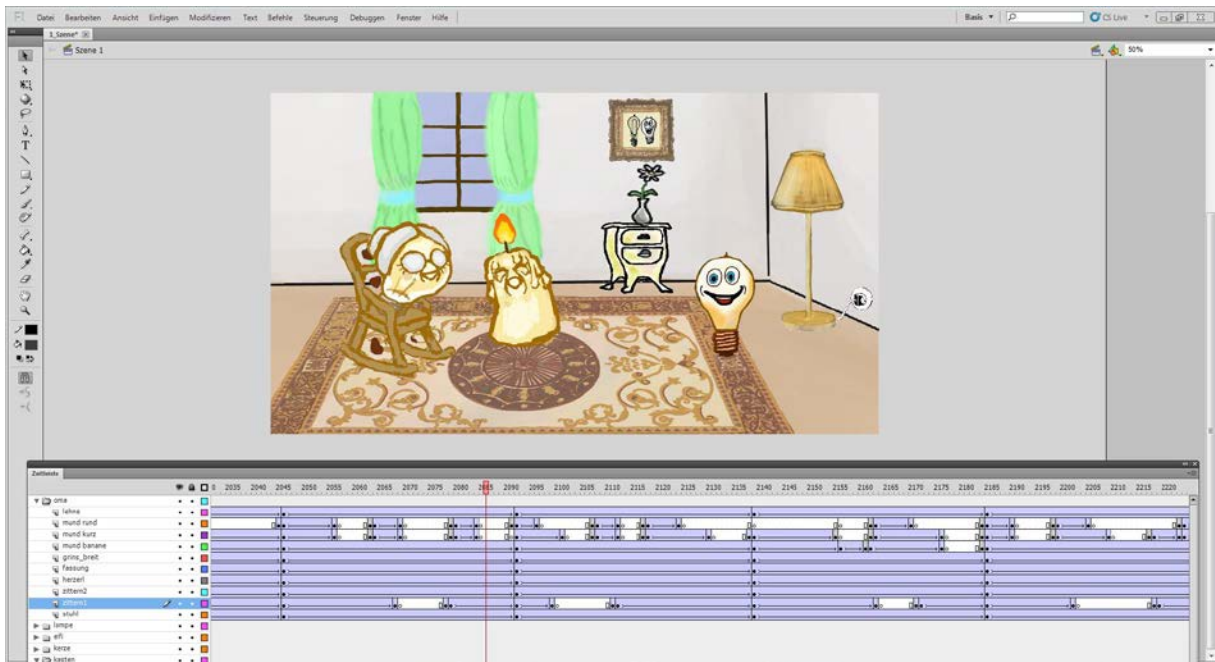 Fl Datei Bearbeiten Ansicht Einfügen Modifizieren Text Befehle Steuerung Debuggen Fenster Hilfe Basis CS Live
1_Szene*
Szene 1 50%
T
Zeitleiste
2035 2040 2045 2050 2055 2060 2065 2070 2075 2080 2085 2090 2095 2100 2105 2110 2115 2120 2125 2130 2135 2140 2145 2150 2155 2160 2165 2170 2175 2180 2185 2190 2195 2200 2205 2210 2215 2220
oma
lehne
mund rund
mund kurz
mund banane
grins_breit
fassung
herzerl
zittern2
zittern1
stuhl
lampe
elfi
kerze
kasten